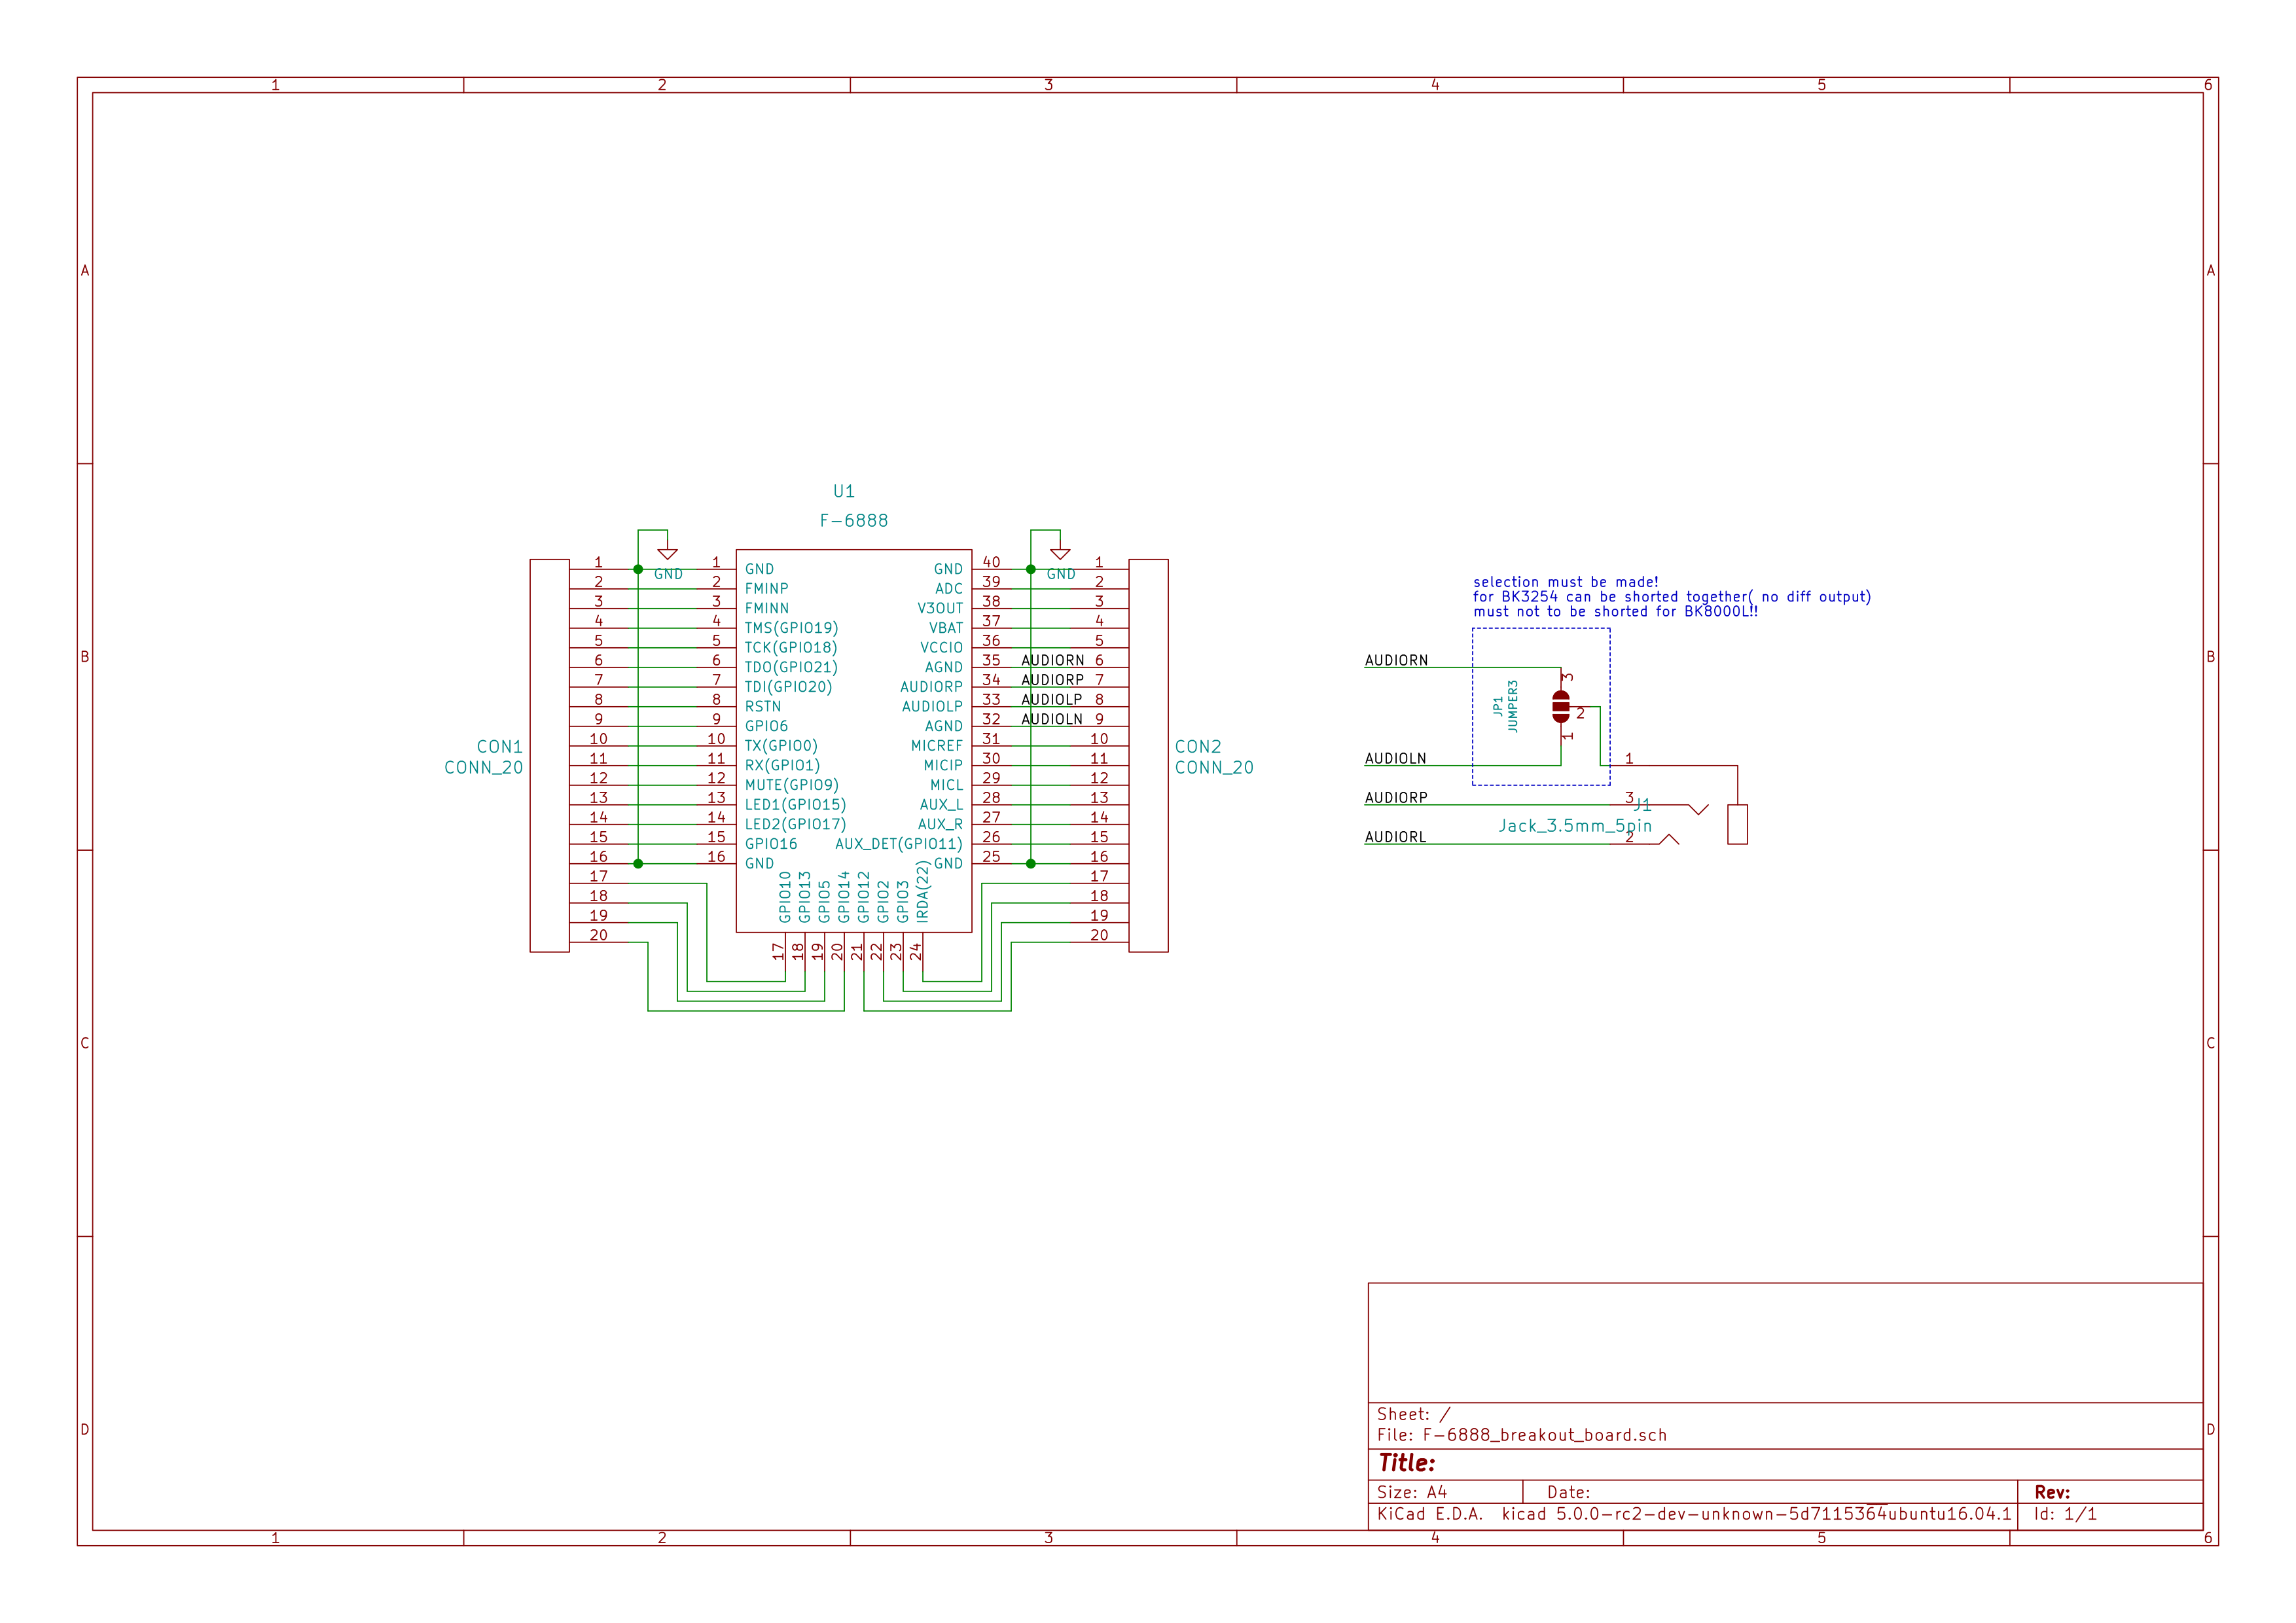 1 2 3 4 5 6
A A
B B
C C
D D
U1
F-6888
GND
GND
CON1
CONN_20
1
2
3
4
5
6
7
8
9
10
11
12
13
14
15
16
17
18
19
20
1 GND
2 FMINP
3 FMINN
4 TMS(GPIO19)
5 TCK(GPIO18)
6 TDO(GPIO21)
7 TDI(GPIO20)
8 RSTN
9 GPIO6
10 TX(GPIO0)
11 RX(GPIO1)
12 MUTE(GPIO9)
13 LED1(GPIO15)
14 LED2(GPIO17)
15 GPIO16
16 GND
GPIO10 17
GPIO13 18
GPIO5 19
GPIO14 20
GPIO12 21
GPIO2 22
GPIO3 23
IRDA(22) 24
GND 40
ADC 39
V3OUT 38
VBAT 37
VCCIO 36
AGND 35 AUDIORN
AUDIORP 34 AUDIORP
AUDIOLP 33 AUDIOLP
AGND 32 AUDIOLN
MICREF 31
MICIP 30
MICL 29
AUX_L 28
AUX_R 27
AUX_DET(GPIO11) 26
GND 25
1
2
3
4
5
6
7
8
9
10
11
12
13
14
15
16
17
18
19
20
CON2
CONN_20
selection must be made!
for BK3254 can be shorted together( no diff output)
must not to be shorted for BK8000L!!
AUDIORN
JP1
JUMPER3
3
2
1
AUDIOLN
1
AUDIORP
3
J1
Jack_3.5mm_5pin
AUDIORL
2
Sheet: /
File: F-6888_breakout_board.sch
Title:
Size: A4 Date: Rev:
KiCad E.D.A. kicad 5.0.0-rc2-dev-unknown-5d7115364ubuntu16.04.1 Id: 1/1
1 2 3 4 5 6